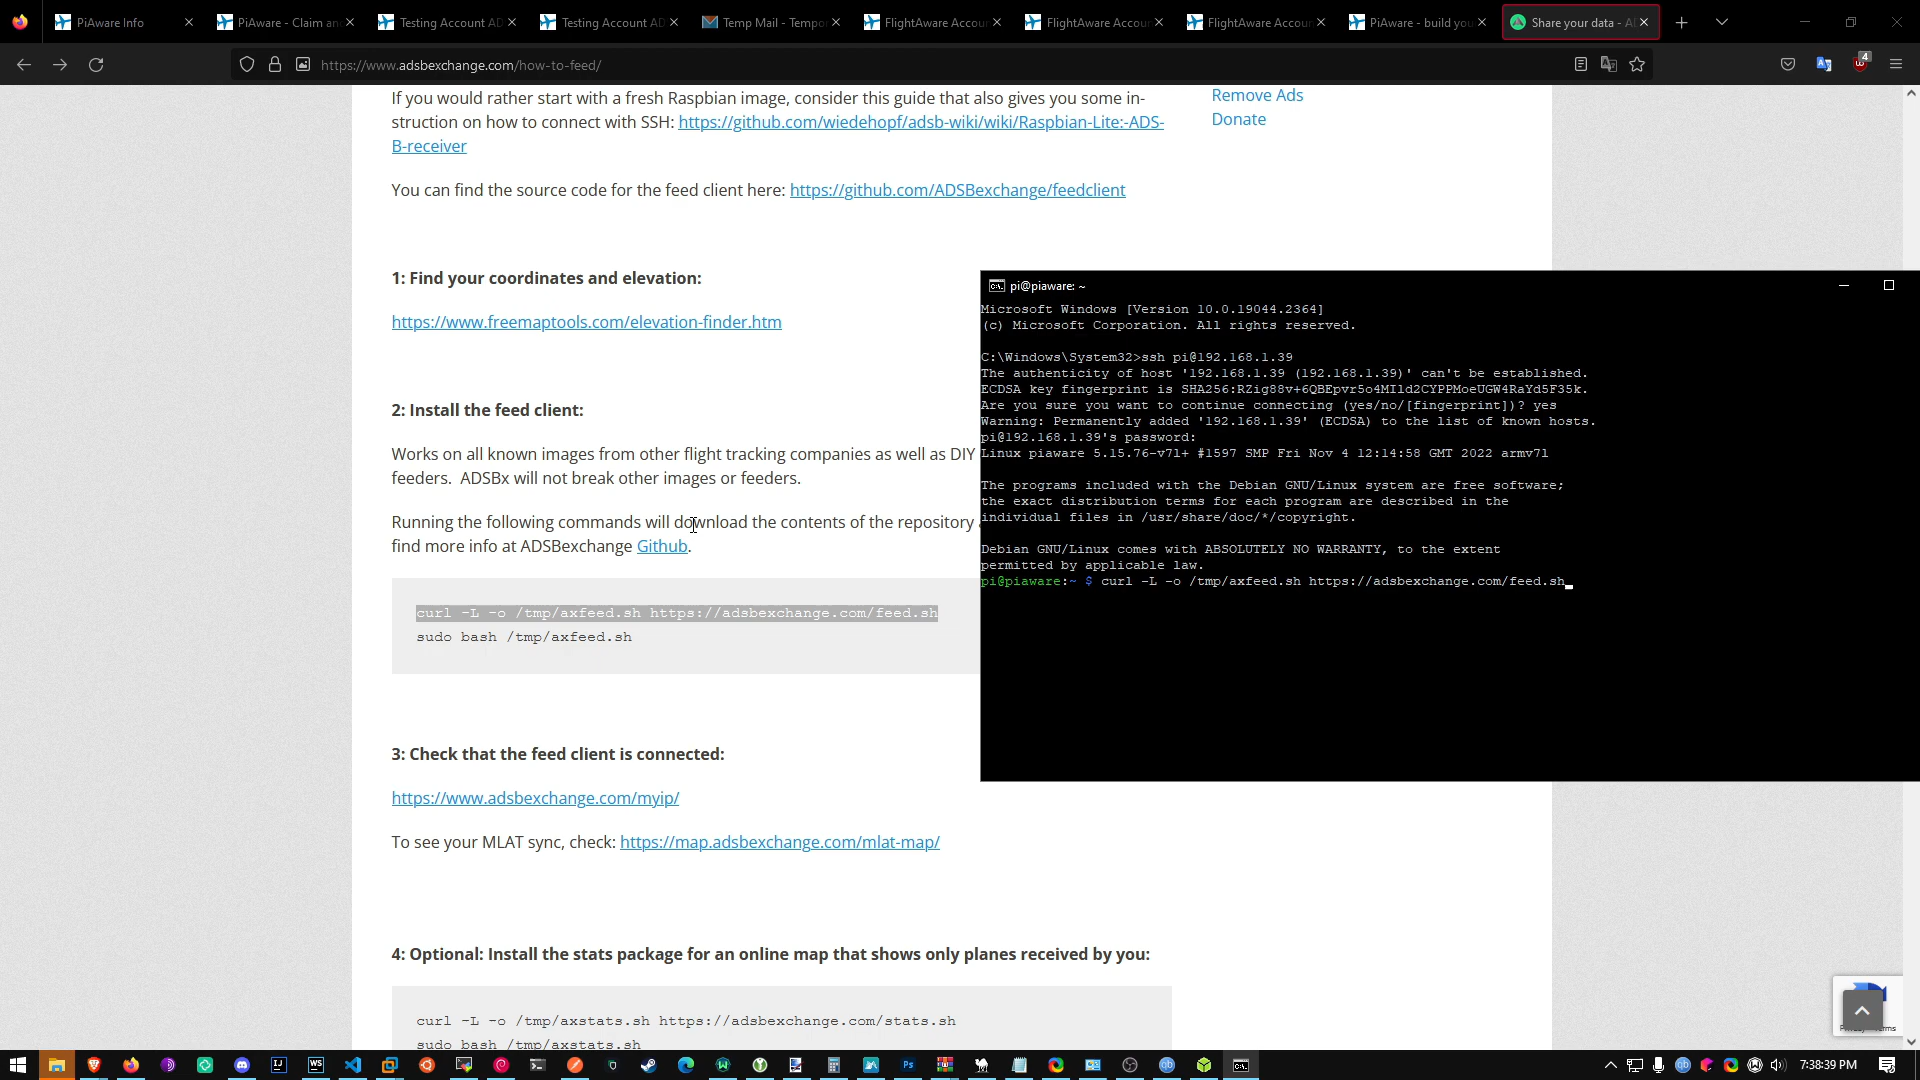 PiAware Info
PiAware - Claim an
Testing Account AD
Testing Account AD
Temp Mail - Tempo
FlightAware Accou
FlightAware Accou
FlightAware Accou
PiAware - build you
Share your data - A
https://www.adsbexchange.com/how-to-feed/
4
If you would rather start with a fresh Raspbian image, consider this guide that also gives you some in-
struction on how to connect with SSH: https://github.com/wiedehopf/adsb-wiki/wiki/Raspbian-Lite:-ADS-
B-receiver
Remove Ads
Donate
You can find the source code for the feed client here: https://github.com/ADSBexchange/feedclient
1: Find your coordinates and elevation:
https://www.freemaptools.com/elevation-finder.htm
2: Install the feed client:
Works on all known images from other flight tracking companies as well as DIY
feeders.  ADSBx will not break other images or feeders.
Running the following commands will download the contents of the repository
find more info at ADSBexchange Github.
curl -L -o /tmp/axfeed.sh https://adsbexchange.com/feed.sh
sudo bash /tmp/axfeed.sh
3: Check that the feed client is connected:
https://www.adsbexchange.com/myip/
To see your MLAT sync, check: https://map.adsbexchange.com/mlat-map/
4: Optional: Install the stats package for an online map that shows only planes received by you:
curl -L -o /tmp/axstats.sh https://adsbexchange.com/stats.sh
sudo bash /tmp/axstats.sh
pi@piaware: ~
Microsoft Windows [Version 10.0.19044.2364]
(c) Microsoft Corporation. All rights reserved.
C:\Windows\System32>ssh pi@192.168.1.39
The authenticity of host '192.168.1.39 (192.168.1.39)' can't be established.
ECDSA key fingerprint is SHA256:RZig88v+6QBEpvr5o4MIld2CYPPMoeUGW4RaYd5F35k.
Are you sure you want to continue connecting (yes/no/[fingerprint])? yes
Warning: Permanently added '192.168.1.39' (ECDSA) to the list of known hosts.
pi@192.168.1.39's password:
Linux piaware 5.15.76-v7l+ #1597 SMP Fri Nov 4 12:14:58 GMT 2022 armv7l
The programs included with the Debian GNU/Linux system are free software;
the exact distribution terms for each program are described in the
individual files in /usr/share/doc/*/copyright.
Debian GNU/Linux comes with ABSOLUTELY NO WARRANTY, to the extent
permitted by applicable law.
pi@piaware:~ $ curl -L -o /tmp/axfeed.sh https://adsbexchange.com/feed.sh
7:38:39 PM